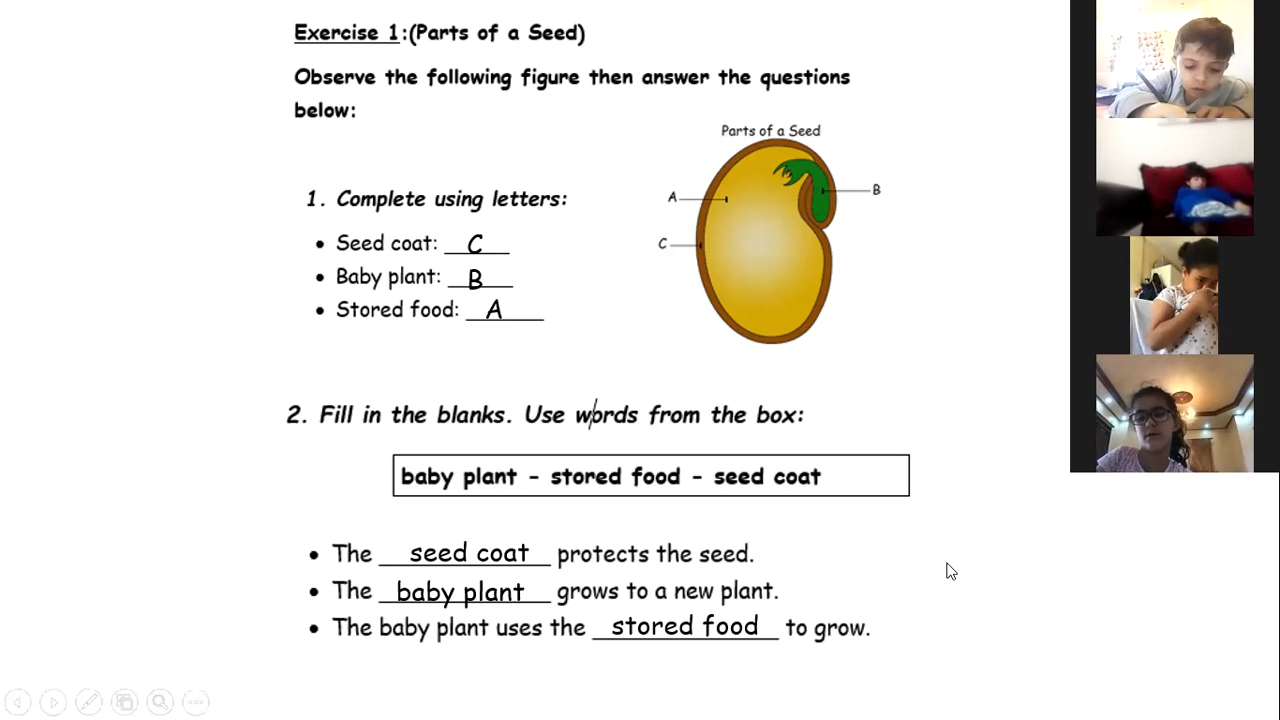 Exercise 1:(Parts of a Seed)
Observe the following figure then answer the questions
below:
Parts of a Seed
A
B
C
1. Complete using letters:
• Seed coat: C
• Baby plant: B
• Stored food: A
2. Fill in the blanks. Use words from the box:
baby plant - stored food - seed coat
• The seed coat protects the seed.
• The baby plant grows to a new plant.
• The baby plant uses the stored food to grow.